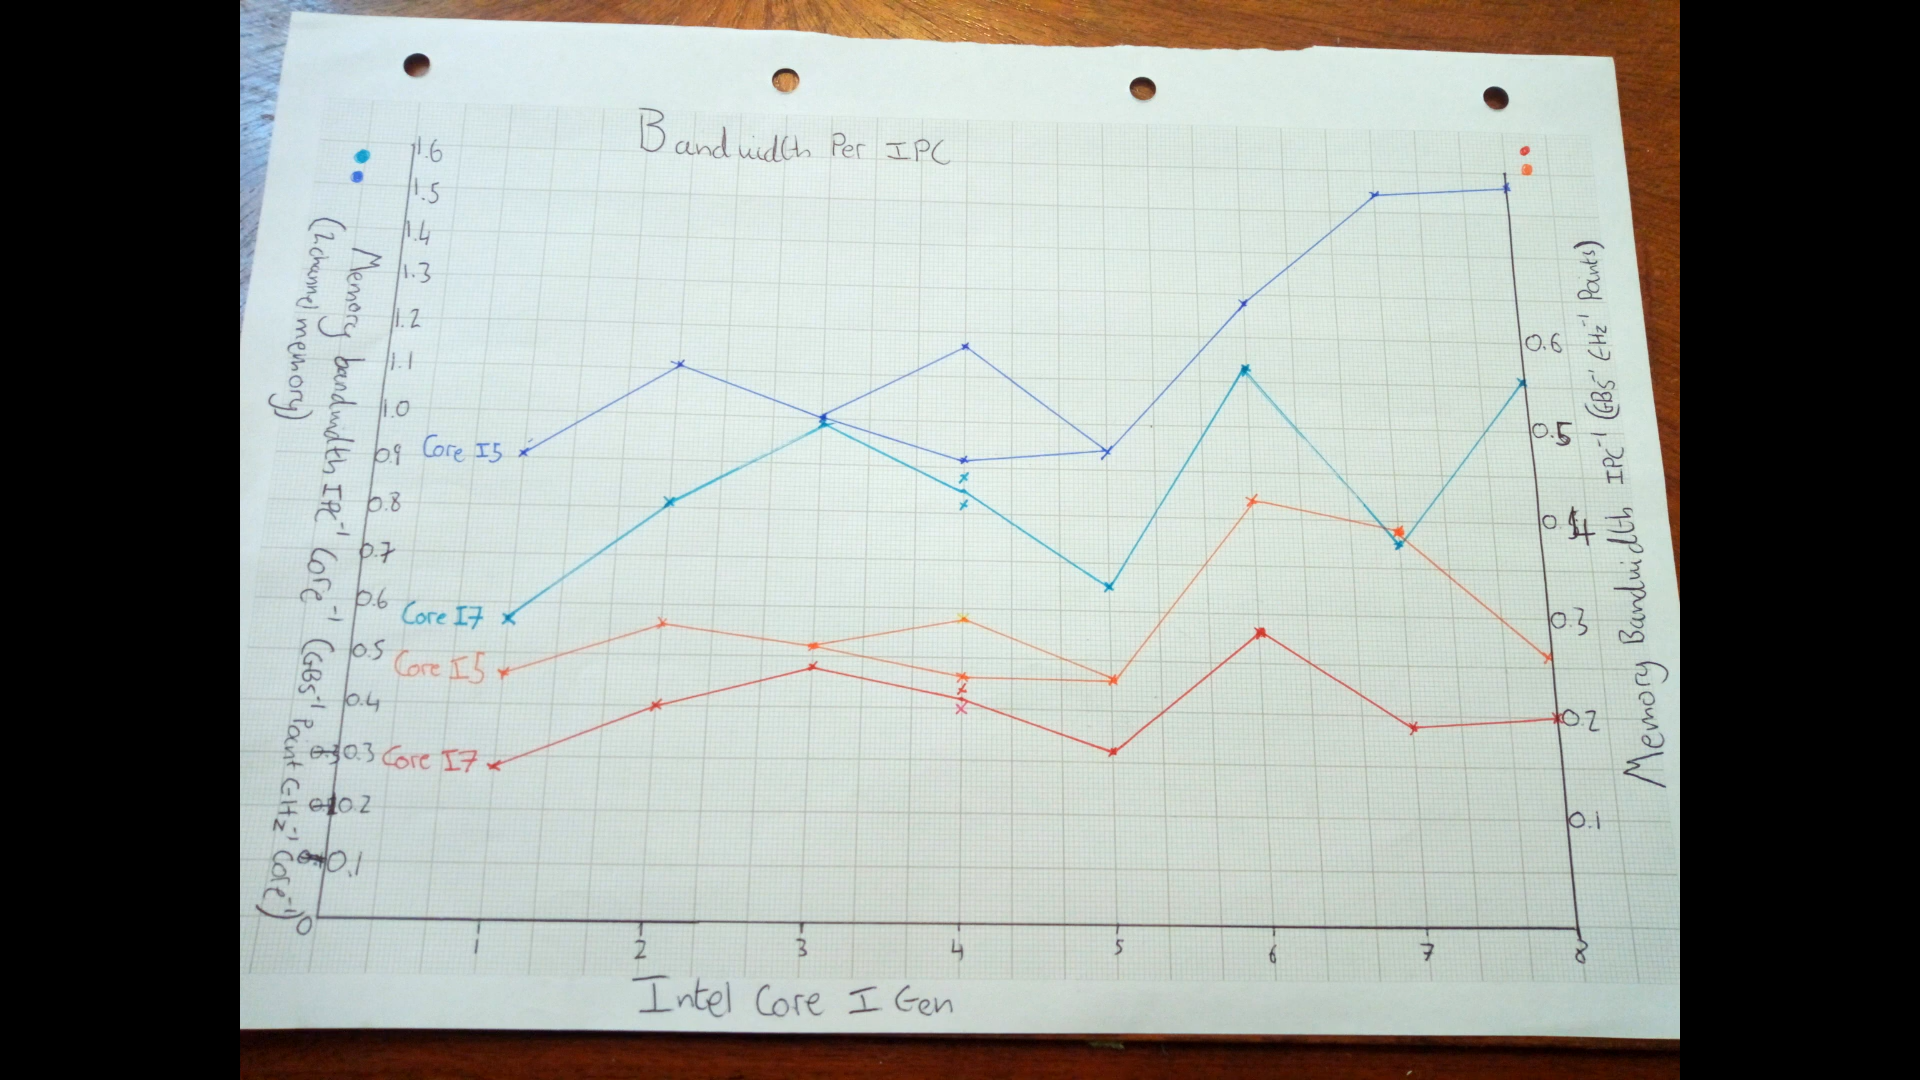 Bandwidth Per IPC
1.6
1.5
1.4
1.3
1.2
1.1
1.0
0.9
0.8
0.7
0.6
0.5
0.4
0.3
0.2
0.1
0
Memory bandwidth IPC⁻¹ Core⁻¹ (GBS⁻¹ Point GHz⁻¹ Core⁻¹)
(2 channel memory)
Core I5
Core I7
Core I5
Core I7
0.6
0.5
0.4
0.3
0.2
0.1
Memory Bandwidth IPC⁻¹ (GBS⁻¹ GHz⁻¹ Points)
1 2 3 4 5 6 7 8
Intel Core I Gen